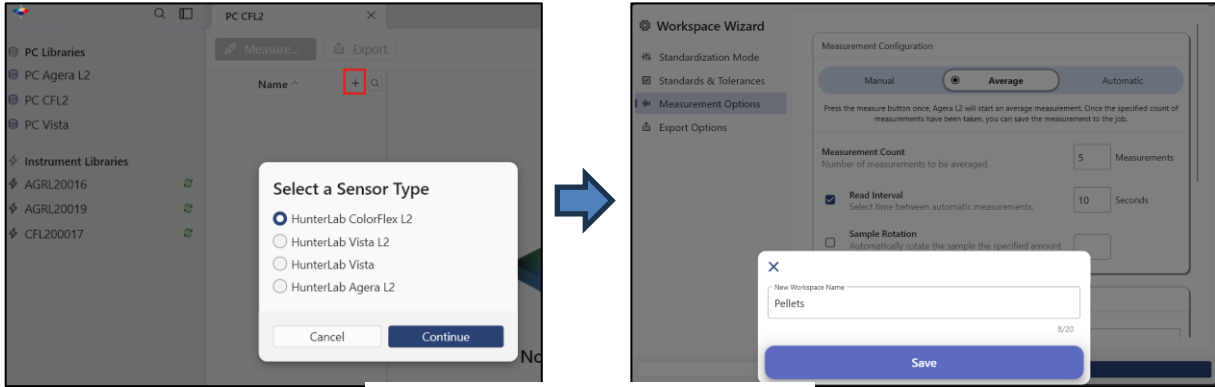 PC CFL2
Measure...
Export
PC Libraries
PC Agera L2
PC CFL2
PC Vista
Instrument Libraries
AGRL20016
AGRL20019
CFL200017
Name
Select a Sensor Type
HunterLab ColorFlex L2
HunterLab Vista L2
HunterLab Vista
HunterLab Agera L2
Cancel
Continue
No
Workspace Wizard
Standardization Mode
Standards & Tolerances
Measurement Options
Export Options
Measurement Configuration
Manual
Average
Automatic
Press the measure button once, Agera L2 will start an average measurement. Once the specified count of
measurements have been taken, you can save the measurement to the job.
Measurement Count
Number of measurements to be averaged.
5
Measurements
Read Interval
Select time between automatic measurements.
10
Seconds
Sample Rotation
Automatically rotate the sample the specified amount
New Workspace Name
Pellets
8/20
Save